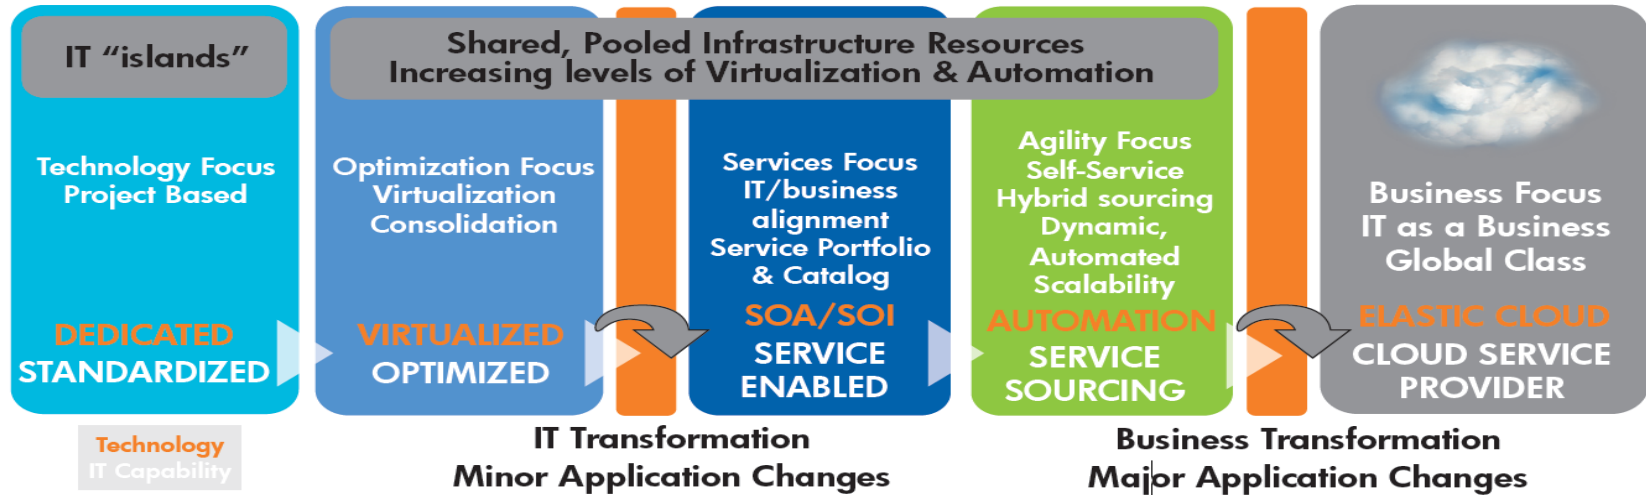 IT “islands”
Technology Focus
Project Based
DEDICATED
STANDARDIZED
Shared, Pooled Infrastructure Resources
Increasing levels of Virtualization & Automation
Optimization Focus
Virtualization
Consolidation
VIRTUALIZED
OPTIMIZED
Services Focus
IT/business
alignment
Service Portfolio
& Catalog
SOA/SOI
SERVICE
ENABLED
Agility Focus
Self-Service
Hybrid sourcing
Dynamic,
Automated
Scalability
AUTOMATION
SERVICE
SOURCING
Business Focus
IT as a Business
Global Class
ELASTIC CLOUD
CLOUD SERVICE
PROVIDER
Technology
IT Capability
IT Transformation
Minor Application Changes
Business Transformation
Major Application Changes